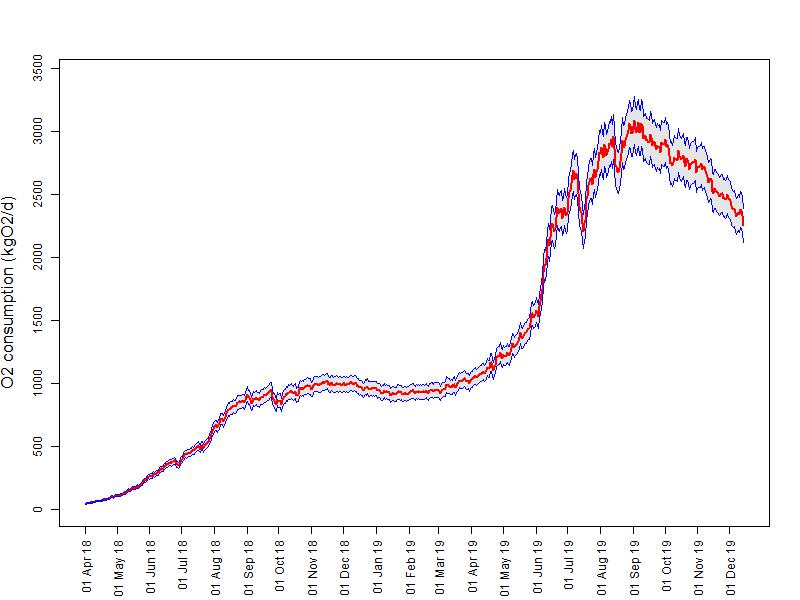 O2 consumption (kgO2/d)
3500
3000
2500
2000
1500
1000
500
0
01 Apr 18
01 May 18
01 Jun 18
01 Jul 18
01 Aug 18
01 Sep 18
01 Oct 18
01 Nov 18
01 Dec 18
01 Jan 19
01 Feb 19
01 Mar 19
01 Apr 19
01 May 19
01 Jun 19
01 Jul 19
01 Aug 19
01 Sep 19
01 Oct 19
01 Nov 19
01 Dec 19